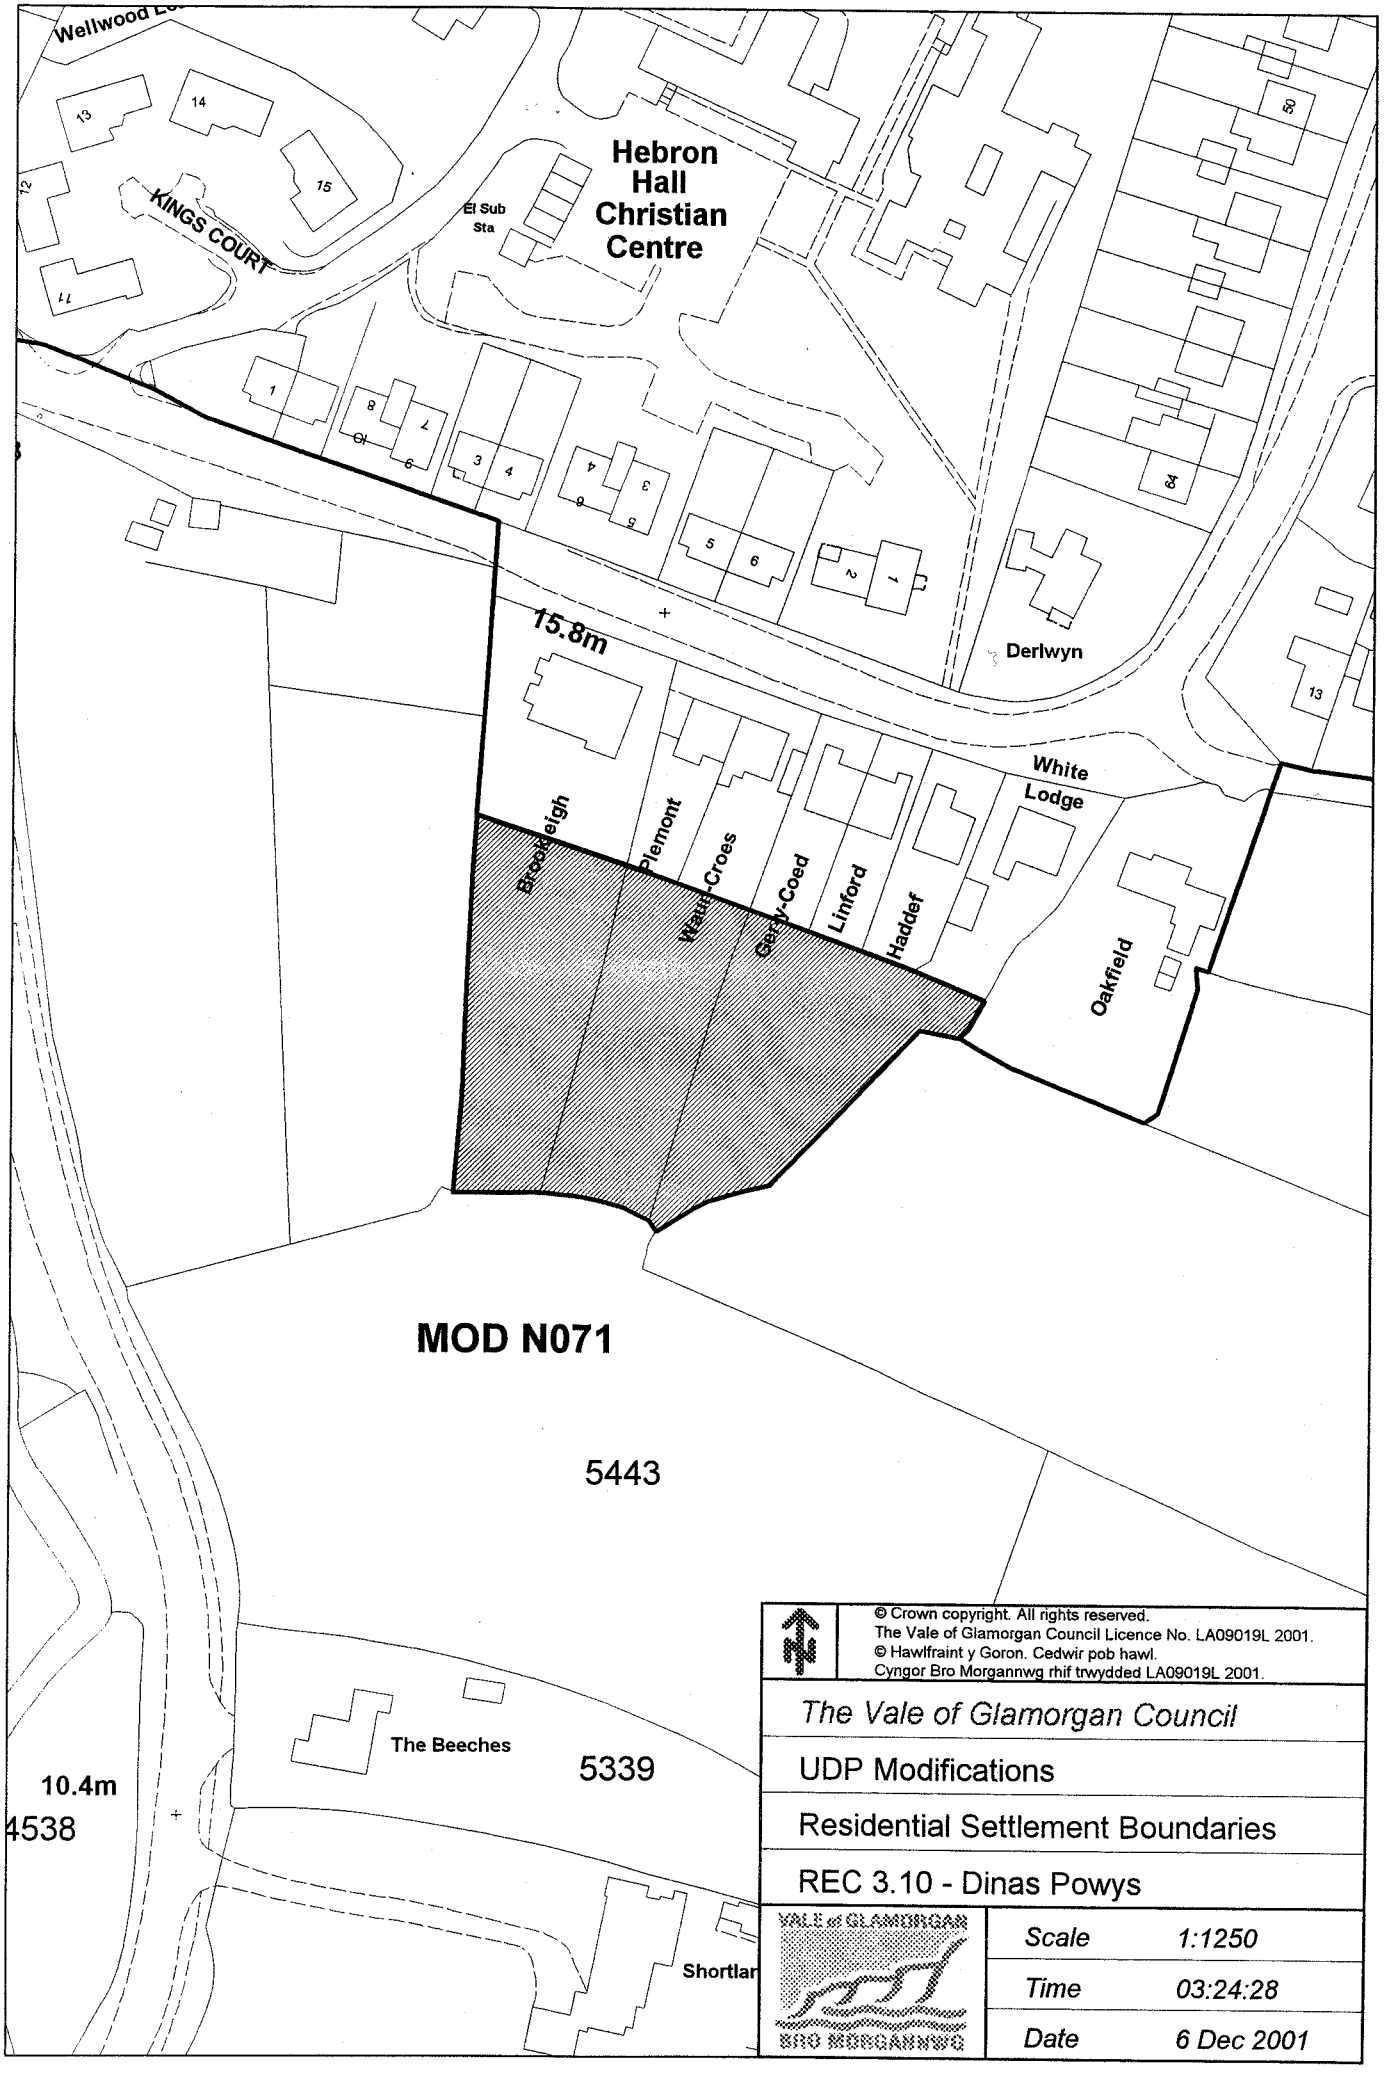 Wellwood
13
14
15
12
11
KINGS COURT
El Sub
Sta
Hebron
Hall
Christian
Centre
50
64
1
8
7
10
9
3
4
4
3
6
5
5
6
2
1
13
Derlwyn
15.8m
White
Lodge
Brookleigh
Plemont
Waun-Croes
Gerry-Coed
Linford
Haddef
Oakfield
MOD N071
5443
The Beeches
5339
10.4m
4538
Shortlan
© Crown copyright. All rights reserved.
The Vale of Glamorgan Council Licence No. LA09019L 2001.
© Hawlfraint y Goron. Cedwir pob hawl.
Cyngor Bro Morgannwg rhif trwydded LA09019L 2001.
N
The Vale of Glamorgan Council
UDP Modifications
Residential Settlement Boundaries
REC 3.10 - Dinas Powys
VALE of GLAMORGAN
BRO MORGANNWG
Scale 1:1250
Time 03:24:28
Date 6 Dec 2001